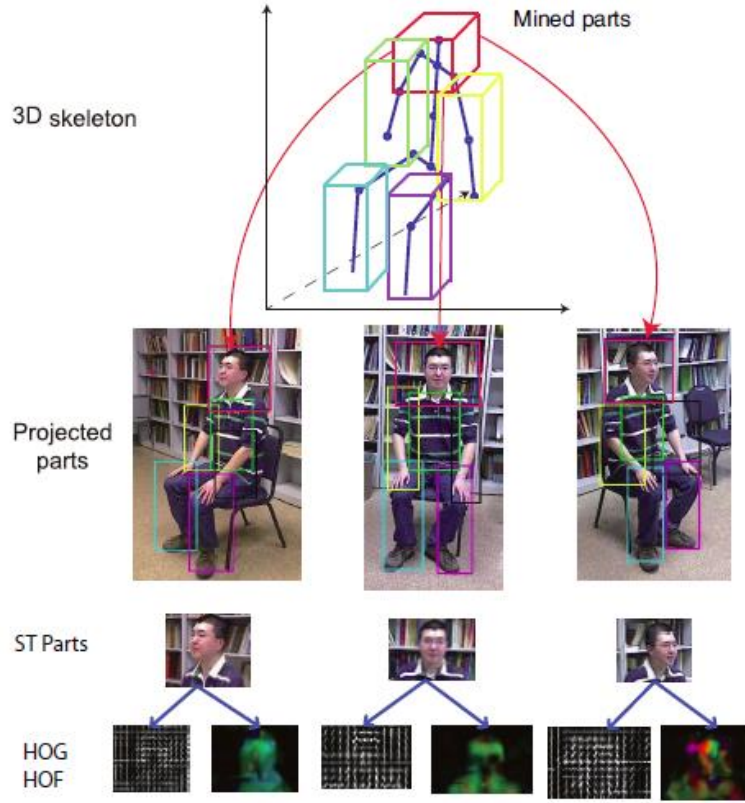 Mined parts
3D skeleton
Projected
parts
ST Parts
HOG
HOF